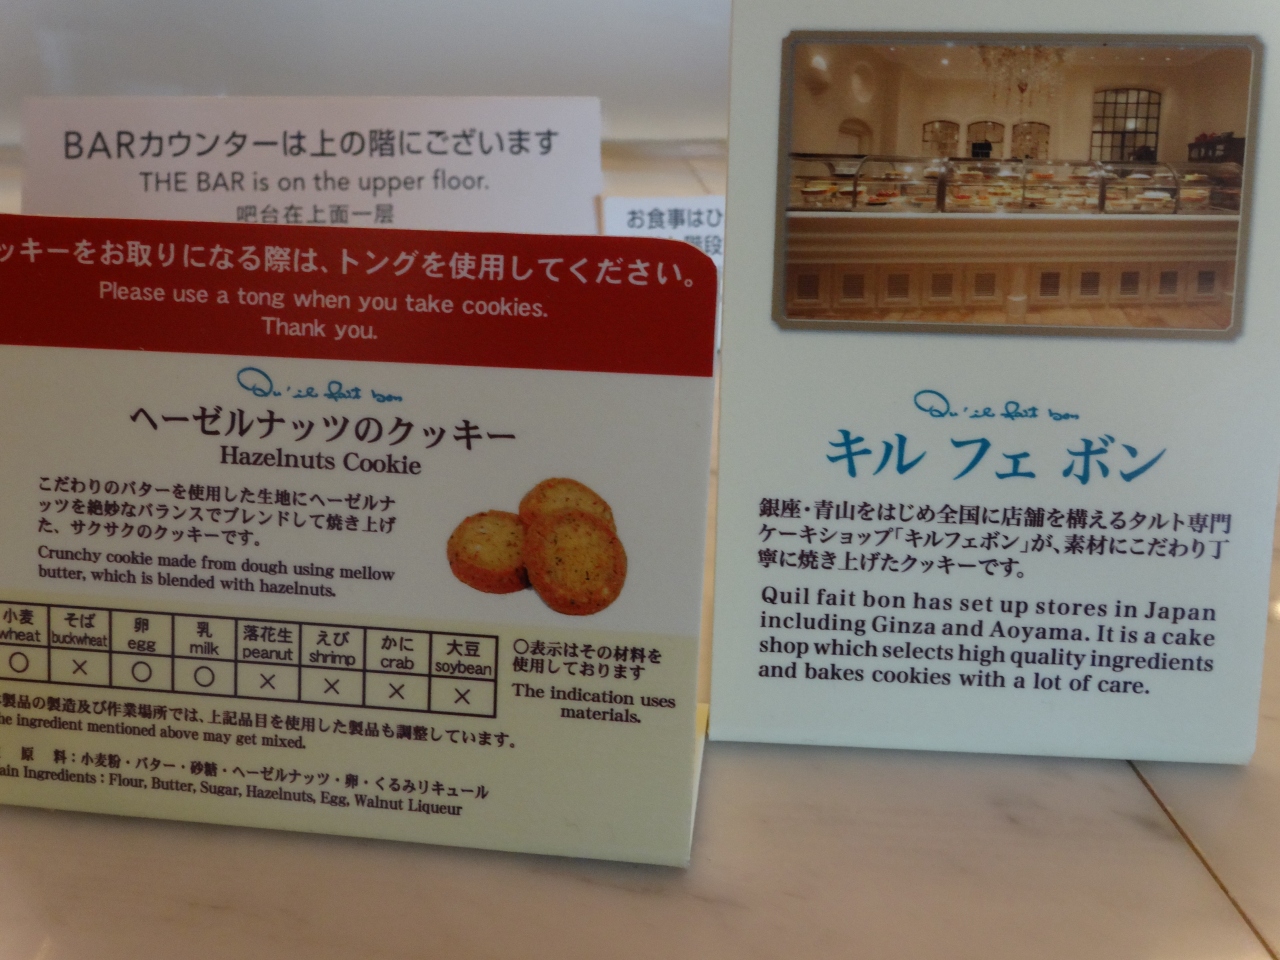 BARカウンターは上の階にございます
THE BAR is on the upper floor.
吧台在上面一层
お食事はひ
階段
ッキーをお取りになる際は、トングを使用してください。
Please use a tong when you take cookies.
Thank you.
Qu'il fait bon
ヘーゼルナッツのクッキー
Hazelnuts Cookie
こだわりのバターを使用した生地にヘーゼルナ
ッツを絶妙なバランスでブレンドして焼き上げ
た、サクサクのクッキーです。
Crunchy cookie made from dough using mellow
butter, which is blended with hazelnuts.
小麦 そば 卵 乳 落花生 えび かに 大豆
wheat buckwheat egg milk peanut shrimp crab soybean
○ × ○ ○ × × × ×
○表示はその材料を
使用しております
The indication uses
materials.
製品の製造及び作業場所では、上記品目を使用した製品も調整しています。
he ingredient mentioned above may get mixed.
原 料：小麦粉・バター・砂糖・ヘーゼルナッツ・卵・くるみリキュール
ain Ingredients : Flour, Butter, Sugar, Hazelnuts, Egg, Walnut Liqueur
Qu'il fait bon
キル フェ ボン
銀座・青山をはじめ全国に店舗を構えるタルト専門
ケーキショップ「キルフェボン」が、素材にこだわり丁
寧に焼き上げたクッキーです。
Quil fait bon has set up stores in Japan
including Ginza and Aoyama. It is a cake
shop which selects high quality ingredients
and bakes cookies with a lot of care.